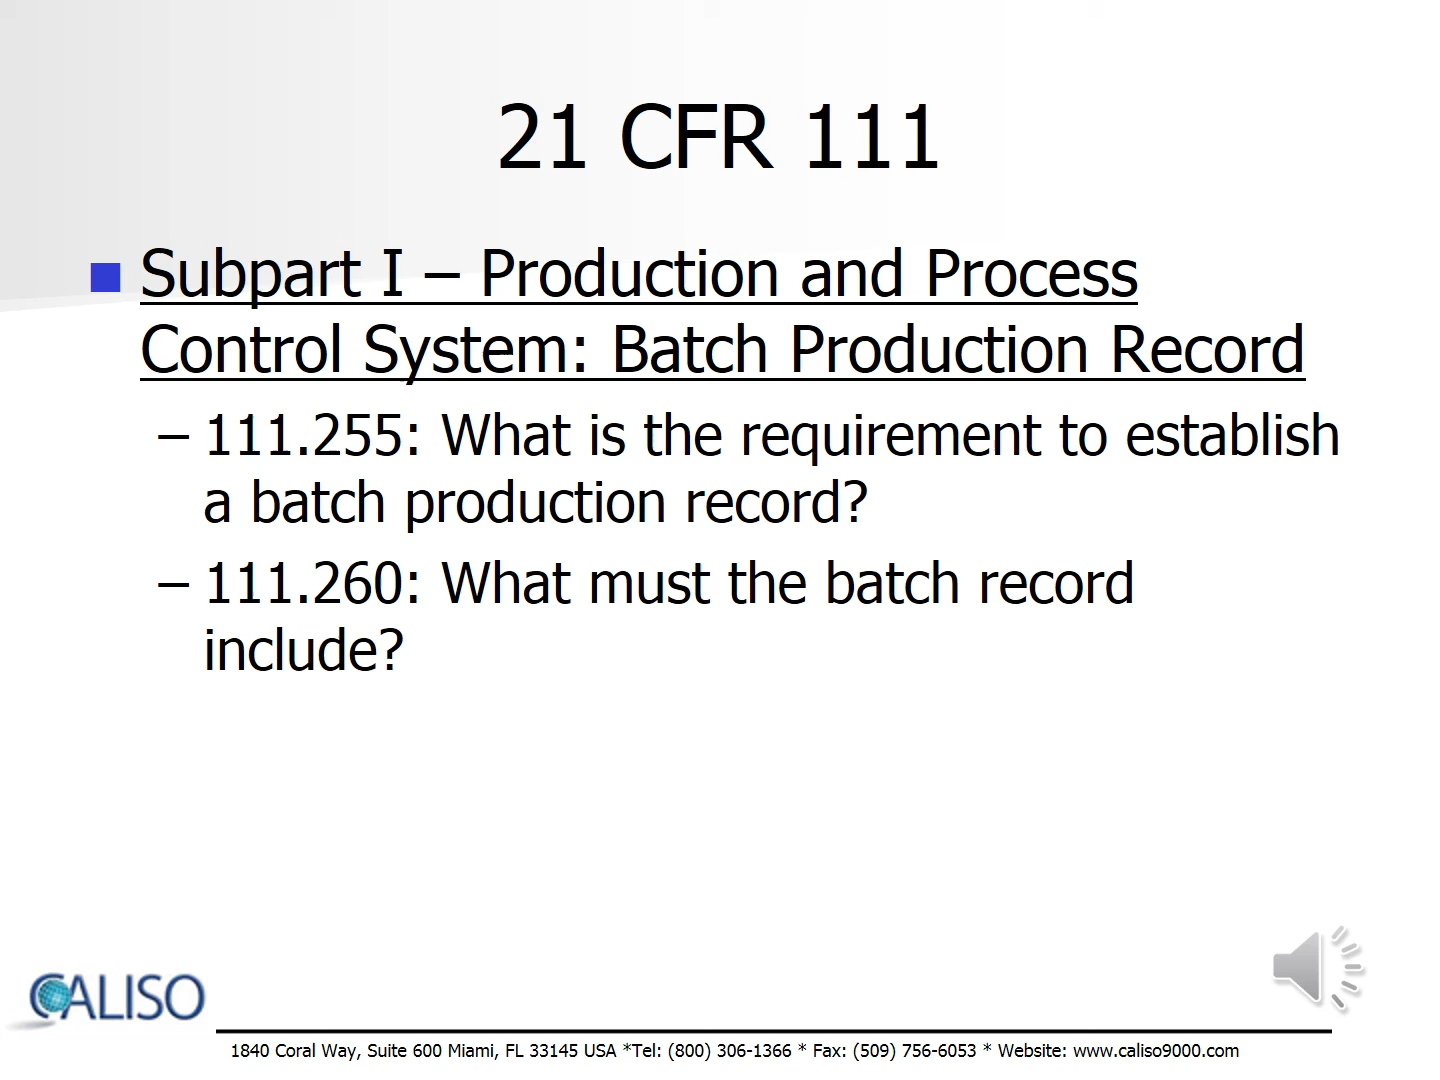 21 CFR 111
Subpart I – Production and Process
Control System: Batch Production Record
– 111.255: What is the requirement to establish
a batch production record?
– 111.260: What must the batch record
include?
CALISO
1840 Coral Way, Suite 600 Miami, FL 33145 USA *Tel: (800) 306-1366 * Fax: (509) 756-6053 * Website: www.caliso9000.com